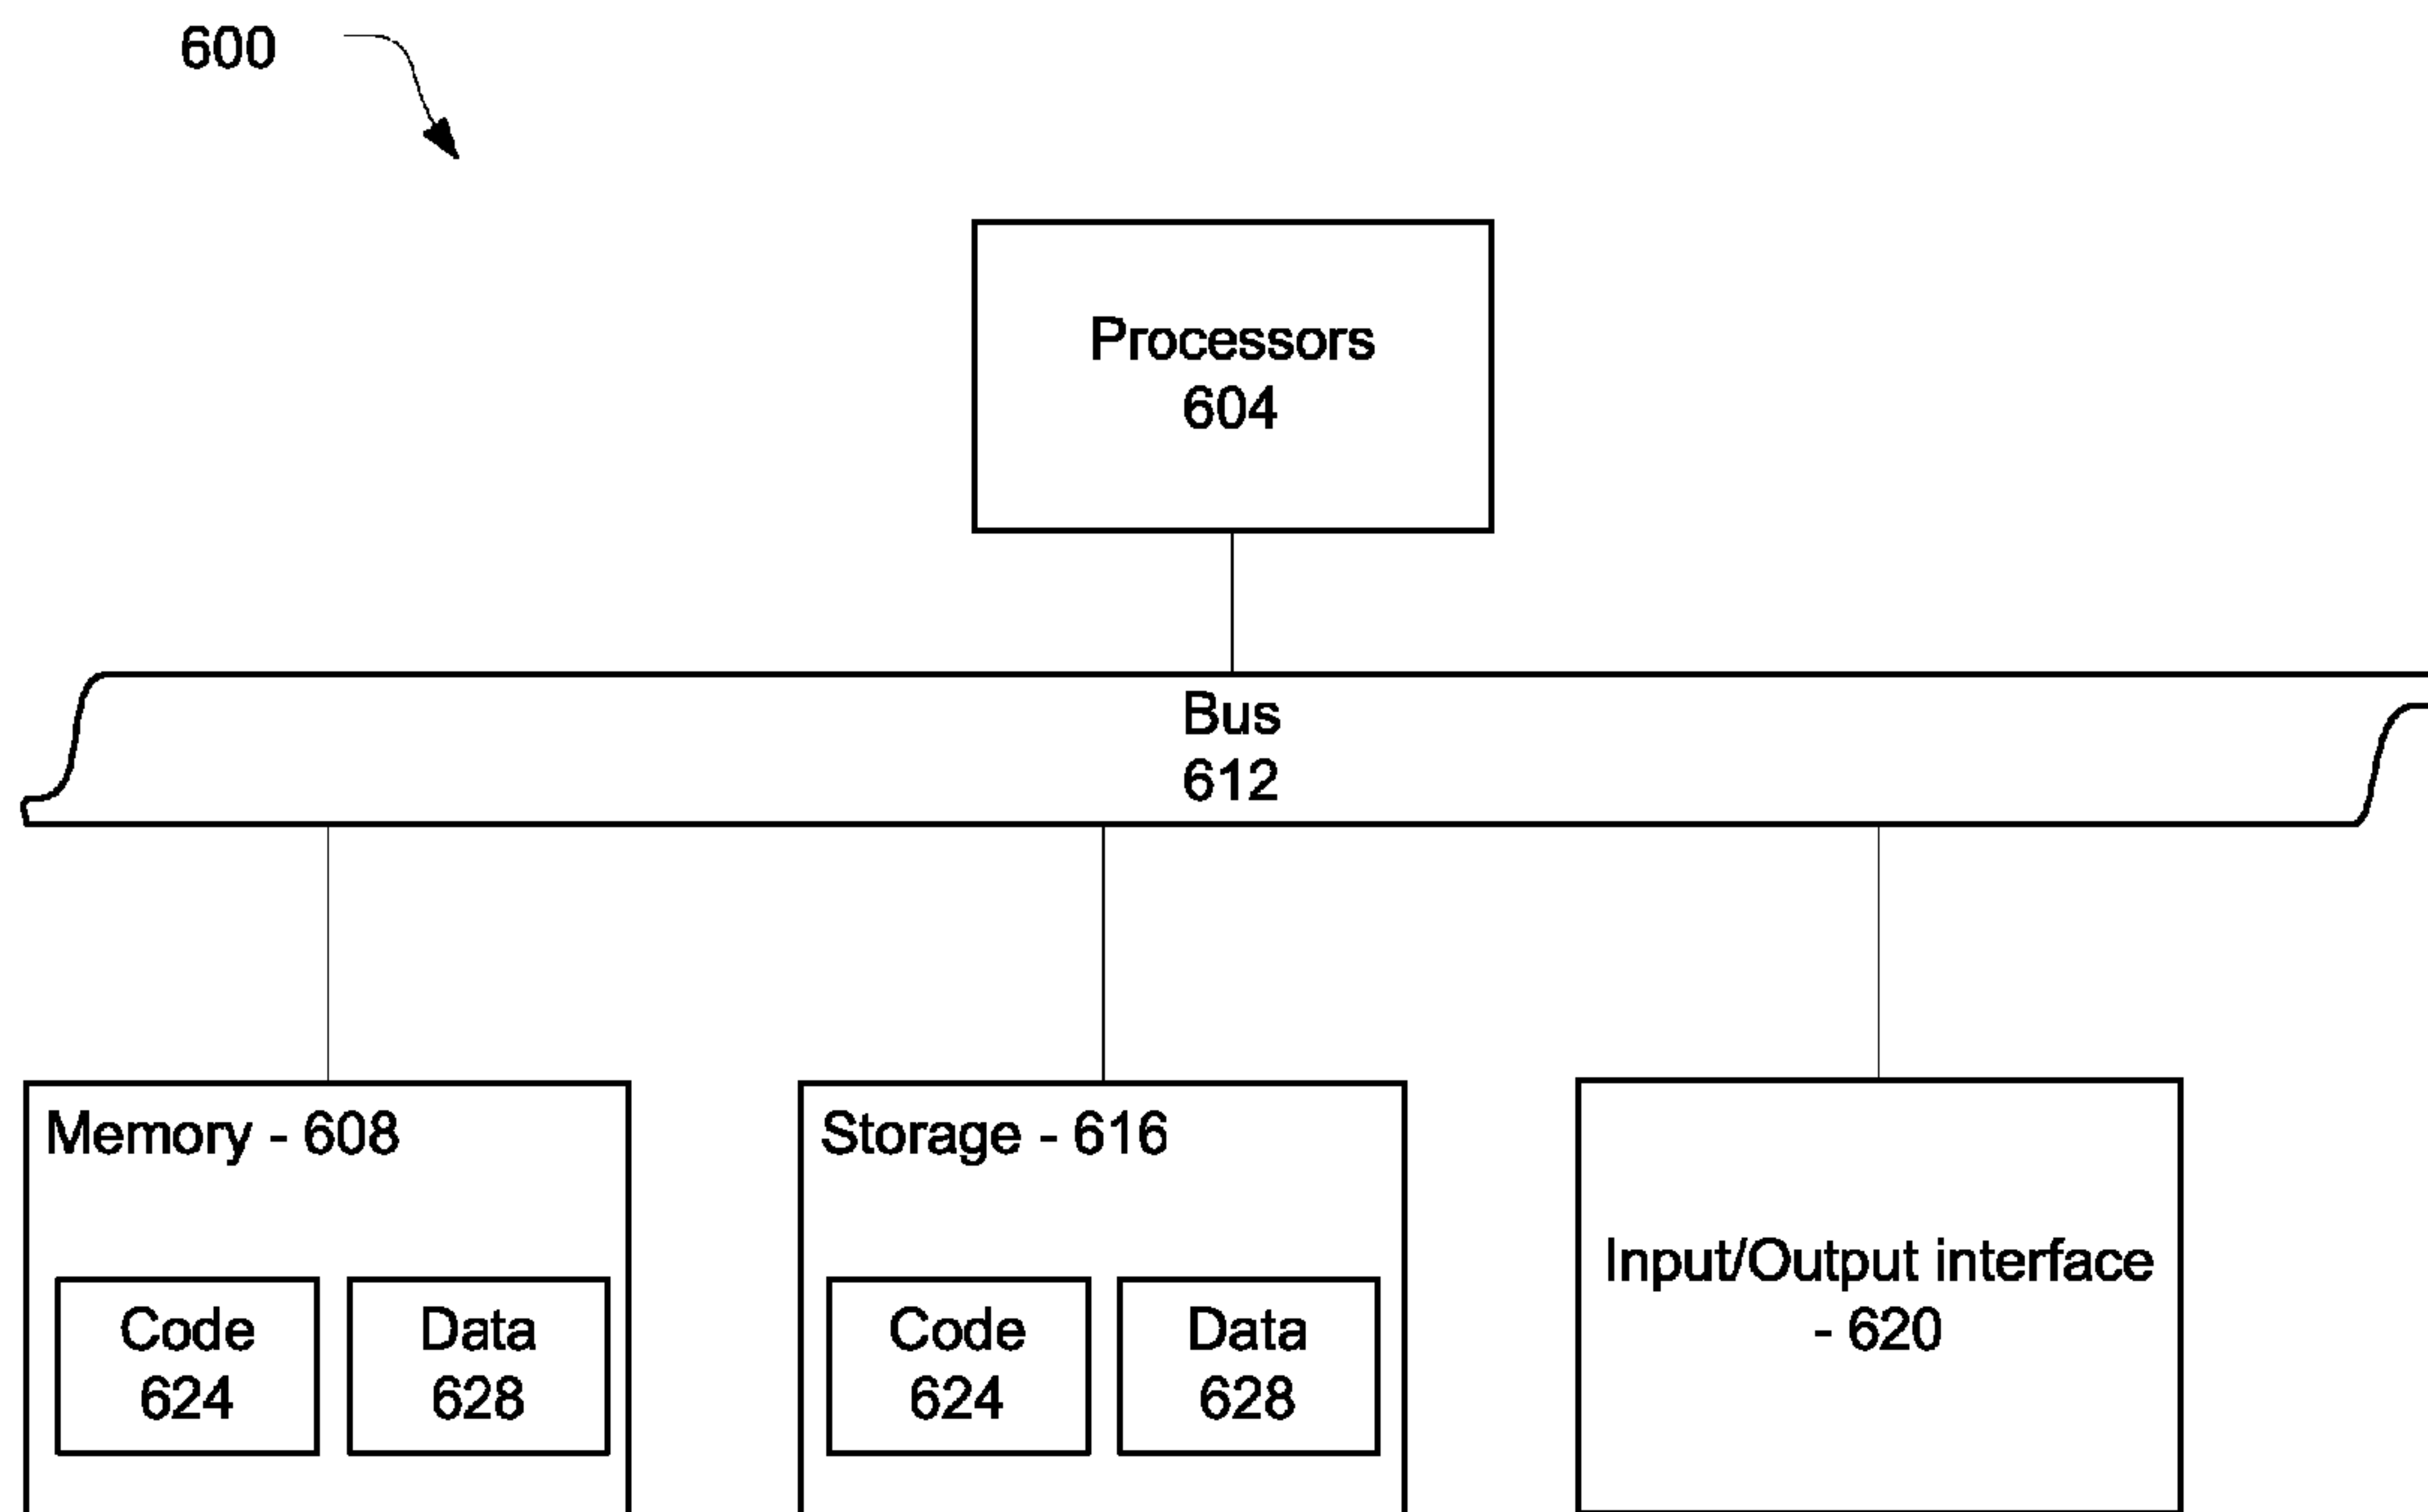 600
Processors
604
Bus
612
Memory - 608
Code
624
Data
628
Storage - 616
Code
624
Data
628
Input/Output interface
- 620